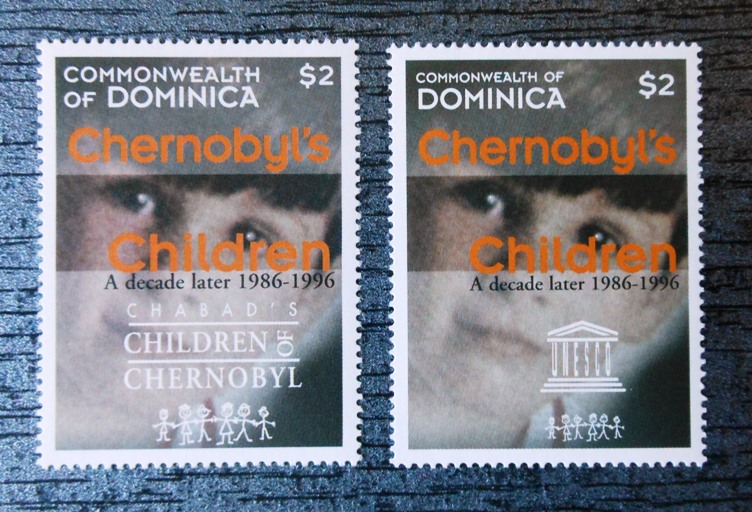 COMMONWEALTH
OF DOMINICA
$2
Chernobyl's
Children
A decade later 1986-1996
CHABAD'S
CHILDREN OF
CHERNOBYL
COMMONWEALTH OF
DOMINICA
$2
Chernobyl's
Children
A decade later 1986-1996
UNESCO